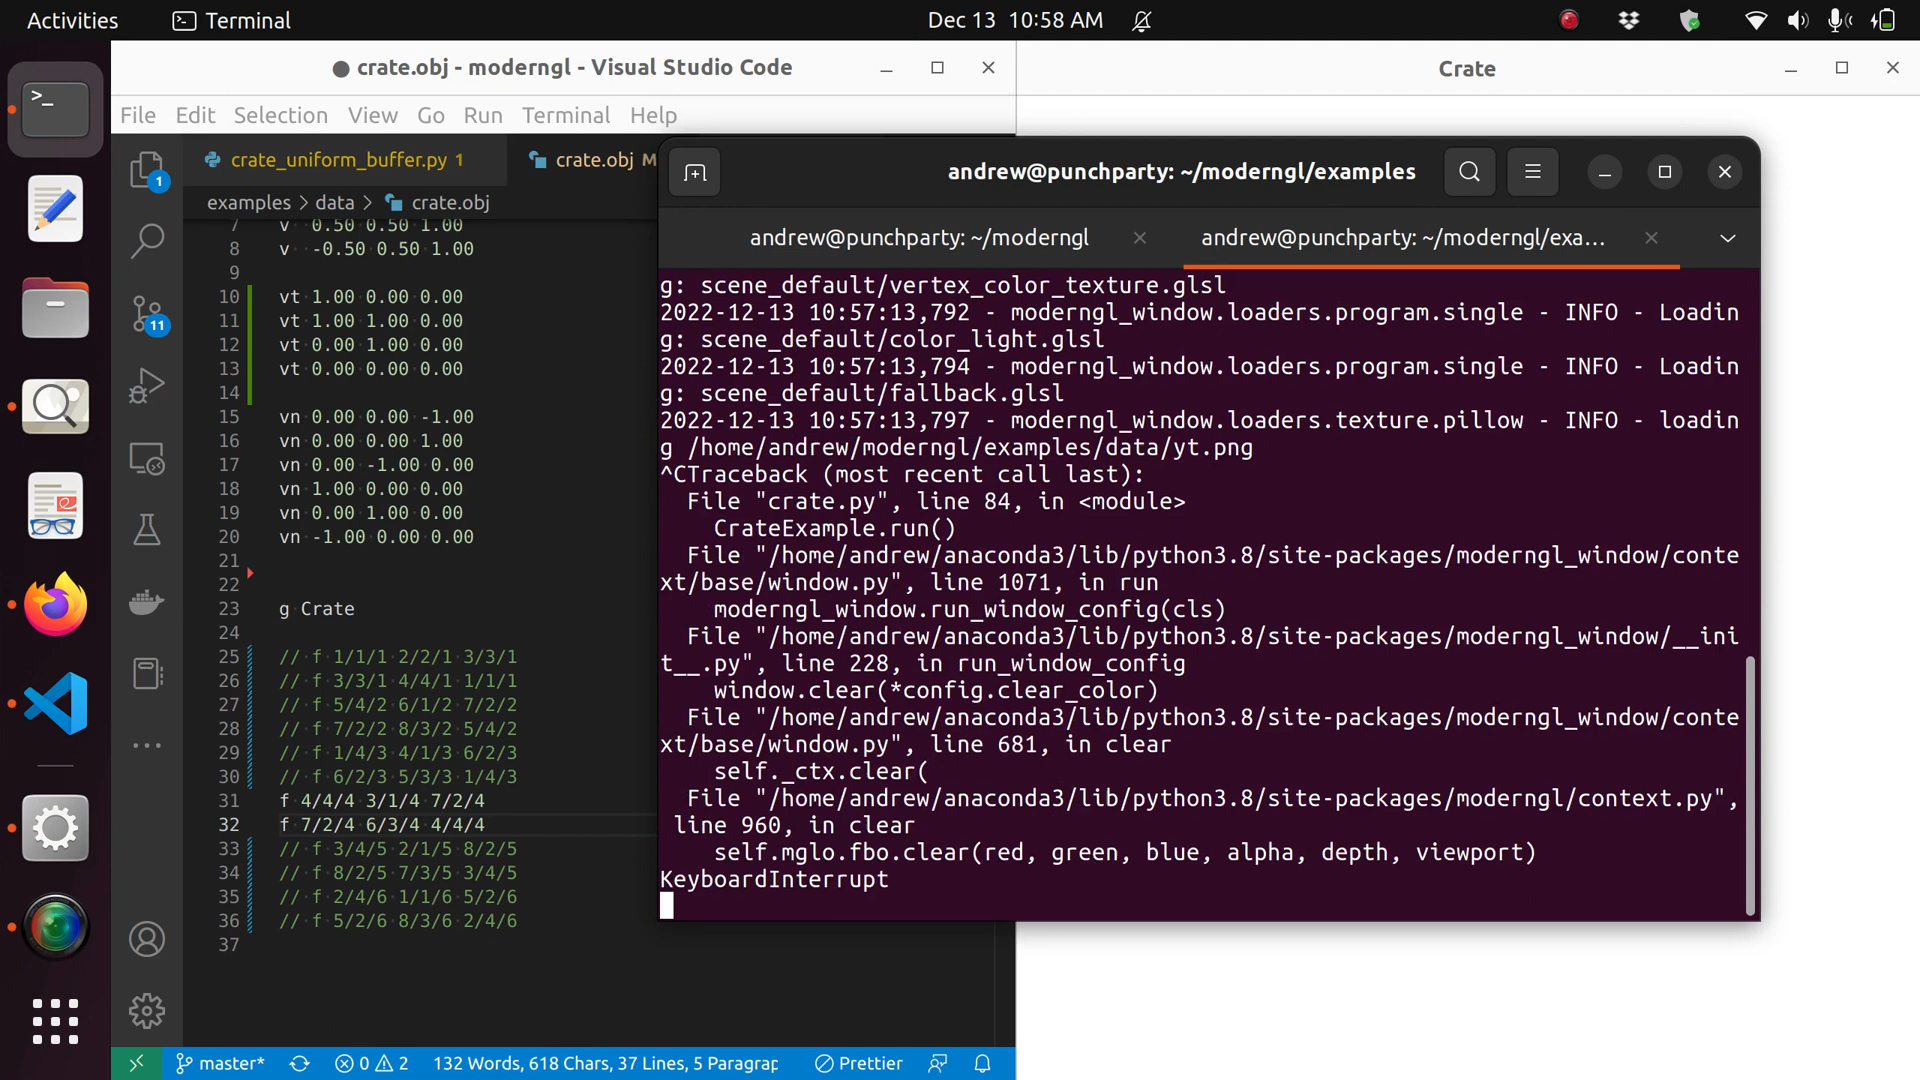 Activities
Terminal
Dec 13 10:58 AM
crate.obj - moderngl - Visual Studio Code
Crate
File Edit Selection View Go Run Terminal Help
crate_uniform_buffer.py 1
crate.obj M
examples > data > crate.obj
1
11
7 v 0.50 0.50 1.00
8 v -0.50 0.50 1.00
9
10 vt 1.00 0.00 0.00
11 vt 1.00 1.00 0.00
12 vt 0.00 1.00 0.00
13 vt 0.00 0.00 0.00
14
15 vn 0.00 0.00 -1.00
16 vn 0.00 0.00 1.00
17 vn 0.00 -1.00 0.00
18 vn 1.00 0.00 0.00
19 vn 0.00 1.00 0.00
20 vn -1.00 0.00 0.00
21
22
23 g Crate
24
25 // f 1/1/1 2/2/1 3/3/1
26 // f 3/3/1 4/4/1 1/1/1
27 // f 5/4/2 6/1/2 7/2/2
28 // f 7/2/2 8/3/2 5/4/2
29 // f 1/4/3 4/1/3 6/2/3
30 // f 6/2/3 5/3/3 1/4/3
31 f 4/4/4 3/1/4 7/2/4
32 f 7/2/4 6/3/4 4/4/4
33 // f 3/4/5 2/1/5 8/2/5
34 // f 8/2/5 7/3/5 3/4/5
35 // f 2/4/6 1/1/6 5/2/6
36 // f 5/2/6 8/3/6 2/4/6
37
master*
0 2
132 Words, 618 Chars, 37 Lines, 5 Paragrap
Prettier
andrew@punchparty: ~/moderngl/examples
andrew@punchparty: ~/moderngl
andrew@punchparty: ~/moderngl/exa...
g: scene_default/vertex_color_texture.glsl
2022-12-13 10:57:13,792 - moderngl_window.loaders.program.single - INFO - Loadin
g: scene_default/color_light.glsl
2022-12-13 10:57:13,794 - moderngl_window.loaders.program.single - INFO - Loadin
g: scene_default/fallback.glsl
2022-12-13 10:57:13,797 - moderngl_window.loaders.texture.pillow - INFO - loadin
g /home/andrew/moderngl/examples/data/yt.png
^CTraceback (most recent call last):
File "crate.py", line 84, in <module>
CrateExample.run()
File "/home/andrew/anaconda3/lib/python3.8/site-packages/moderngl_window/conte
xt/base/window.py", line 1071, in run
moderngl_window.run_window_config(cls)
File "/home/andrew/anaconda3/lib/python3.8/site-packages/moderngl_window/__ini
t__.py", line 228, in run_window_config
window.clear(*config.clear_color)
File "/home/andrew/anaconda3/lib/python3.8/site-packages/moderngl_window/conte
xt/base/window.py", line 681, in clear
self._ctx.clear(
File "/home/andrew/anaconda3/lib/python3.8/site-packages/moderngl/context.py",
line 960, in clear
self.mglo.fbo.clear(red, green, blue, alpha, depth, viewport)
KeyboardInterrupt